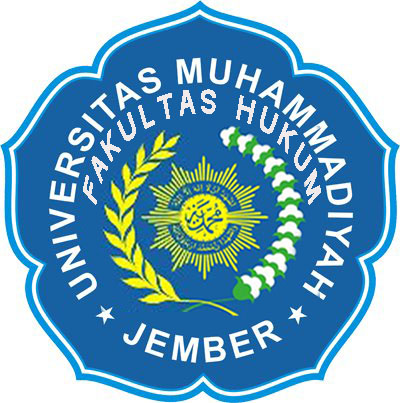 UNIVERSITAS MUHAMMADIYAH
FAKULTAS HUKUM
JEMBER